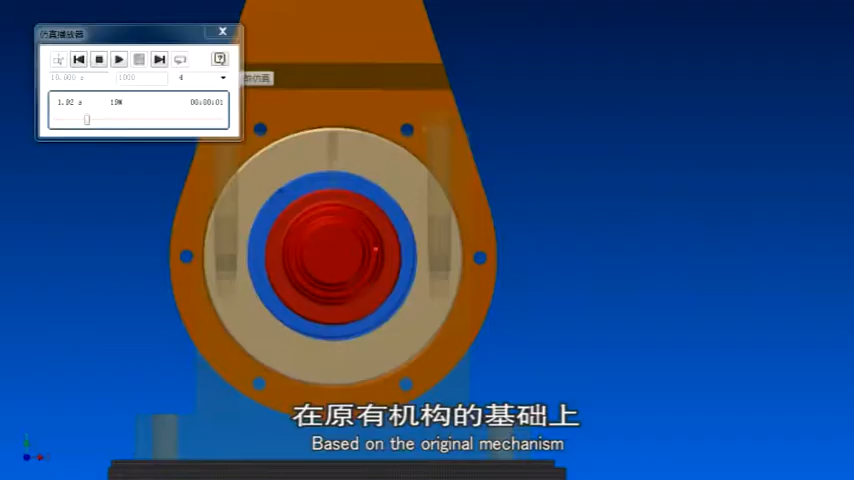 仿真播放器
10.000 s 1000 4
的仿真
1.92 s 19% 00:00:01
在原有机构的基础上
Based on the original mechanism